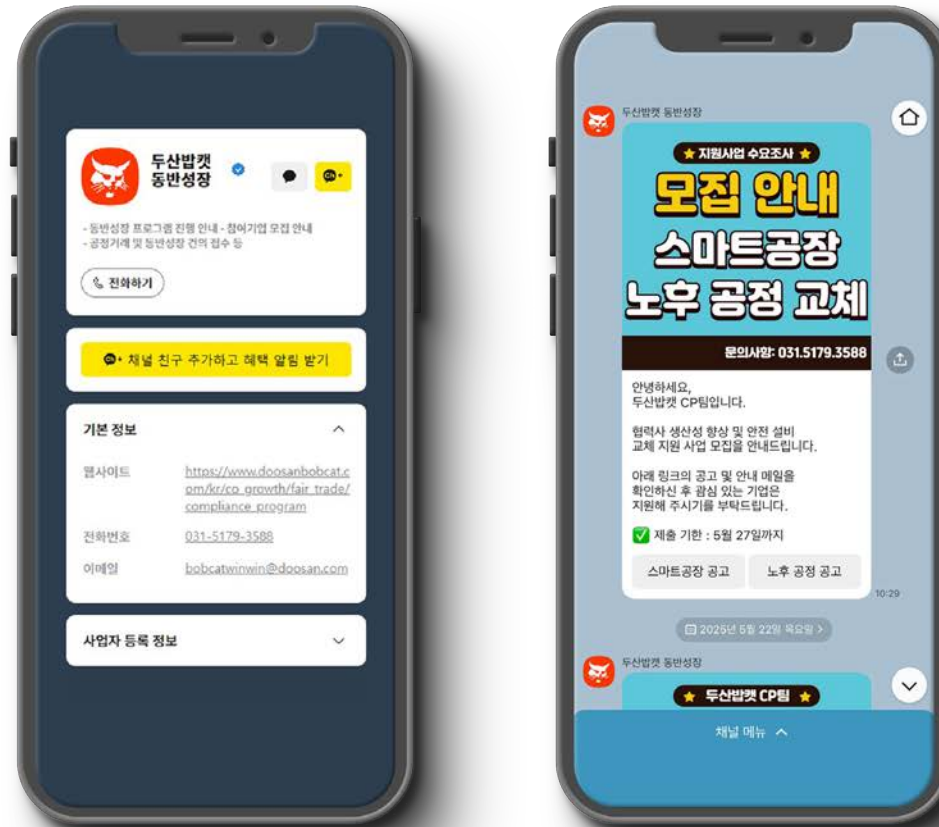 두산밥캣
동반성장
Ch+
- 동반성장 프로그램 진행 안내 - 참여기업 모집 안내
- 공정거래 및 동반성장 건의 접수 등
전화하기
Ch+ 채널 친구 추가하고 혜택 알림 받기
기본 정보
웹사이트
https://www.doosanbobcat.c
om/kr/co_growth/fair_trade/
compliance_program
전화번호
031-5179-3588
이메일
bobcatwinwin@doosan.com
사업자 등록 정보
두산밥캣 동반성장
지원사업 수요조사
모집 안내
스마트공장
노후 공정 교체
문의사항: 031.5179.3588
안녕하세요,
두산밥캣 CP팀입니다.
협력사 생산성 향상 및 안전 설비
교체 지원 사업 모집을 안내드립니다.
아래 링크의 공고 및 안내 메일을
확인하신 후 관심 있는 기업은
지원해 주시기를 부탁드립니다.
✅ 제출 기한 : 5월 27일까지
스마트공장 공고
노후 공정 공고
10:29
2025년 5월 22일 목요일 >
두산밥캣 동반성장
두산밥캣 CP팀
채널 메뉴